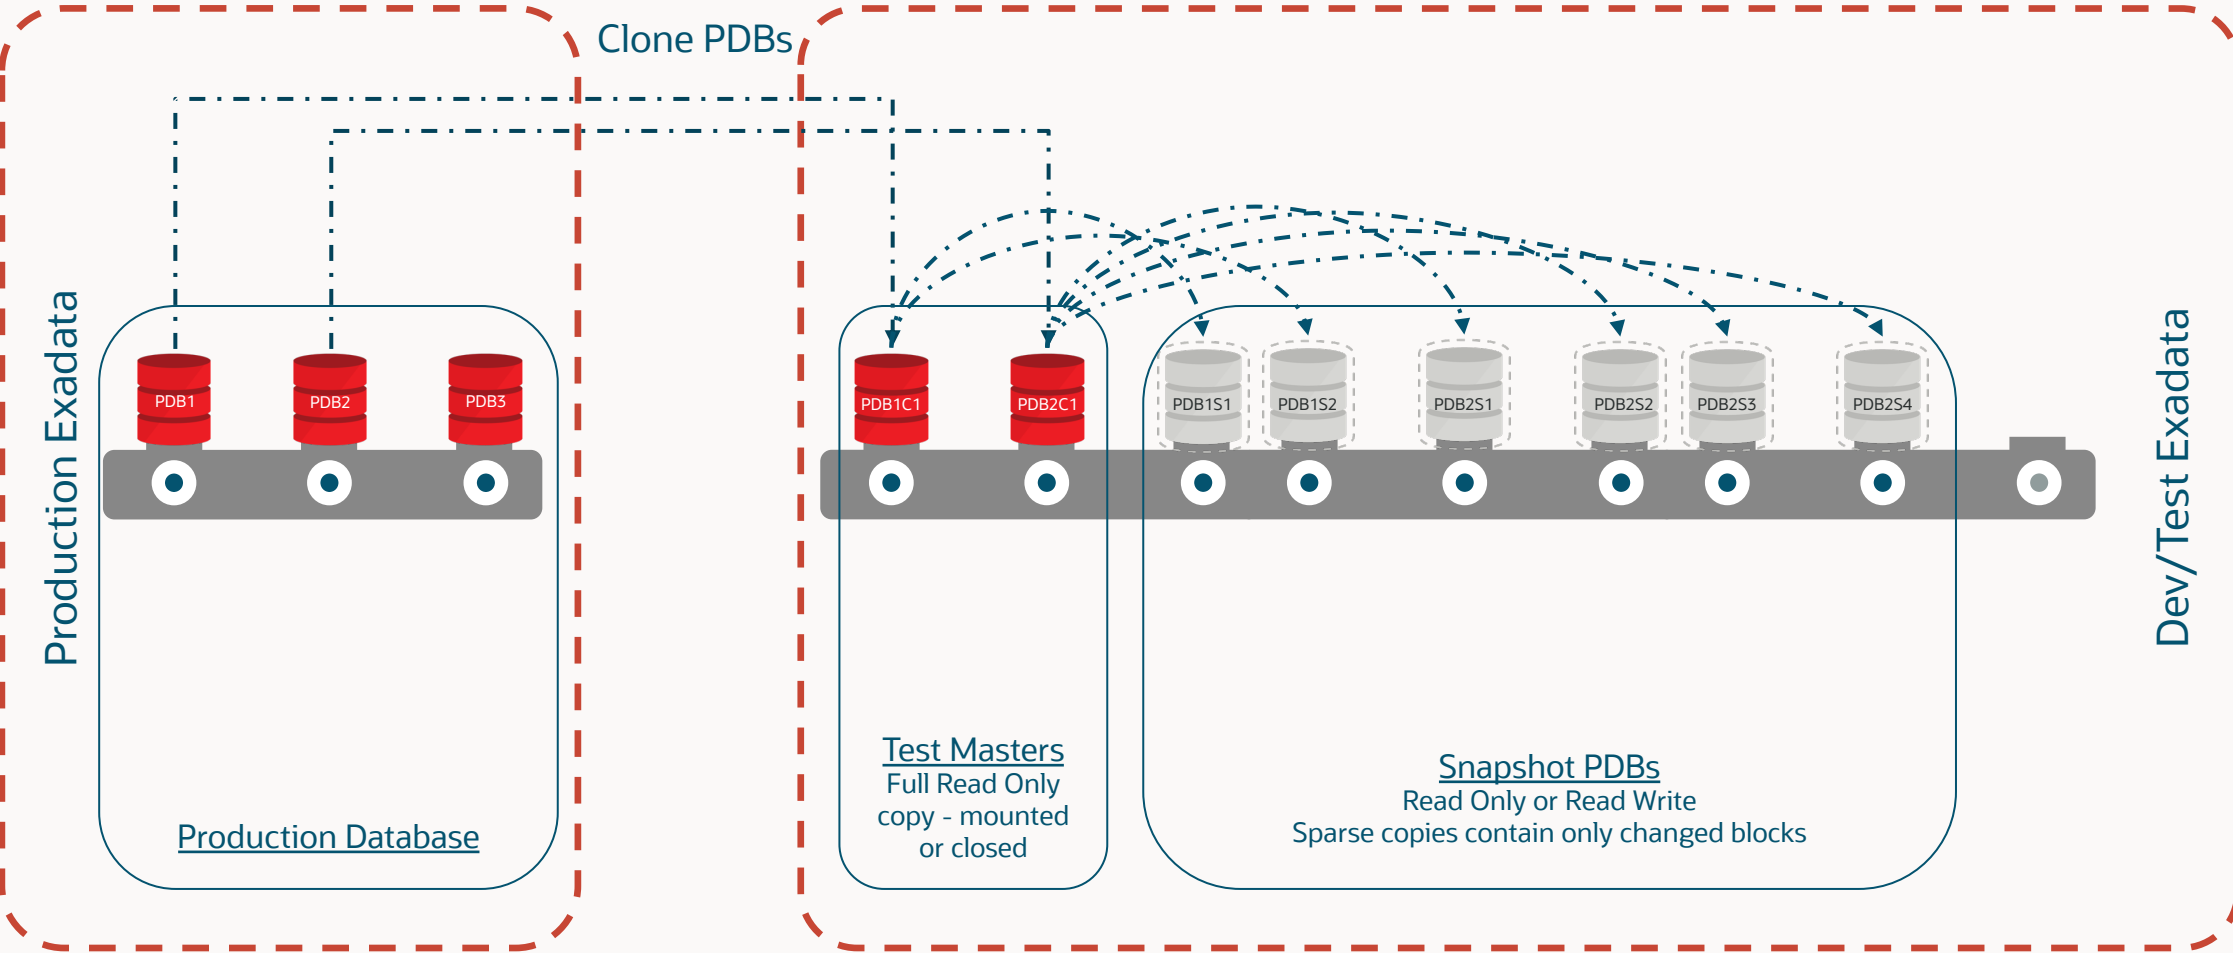 Clone PDBs
Production Exadata
PDB1
PDB2
PDB3
Production Database
PDB1C1
PDB2C1
Test Masters
Full Read Only
copy - mounted
or closed
PDB1S1
PDB1S2
PDB2S1
PDB2S2
PDB2S3
PDB2S4
Snapshot PDBs
Read Only or Read Write
Sparse copies contain only changed blocks
Dev/Test Exadata